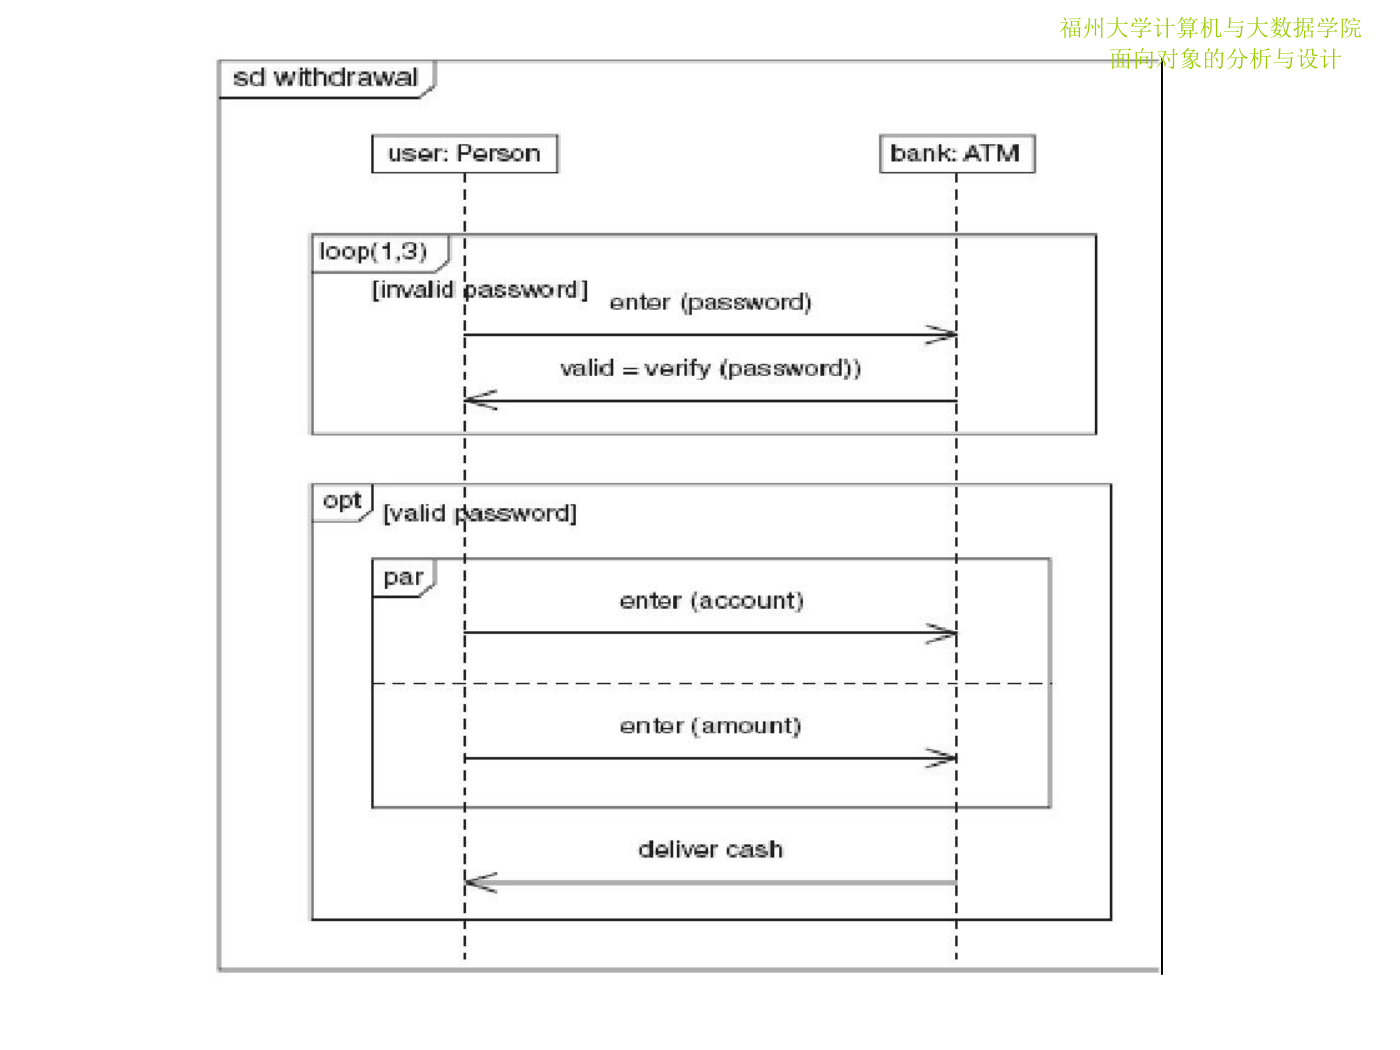 福州大学计算机与大数据学院
面向对象的分析与设计
sd withdrawal
user: Person
bank: ATM
loop(1,3)
[invalid password]
enter (password)
valid = verify (password))
opt
[valid password]
par
enter (account)
enter (amount)
deliver cash